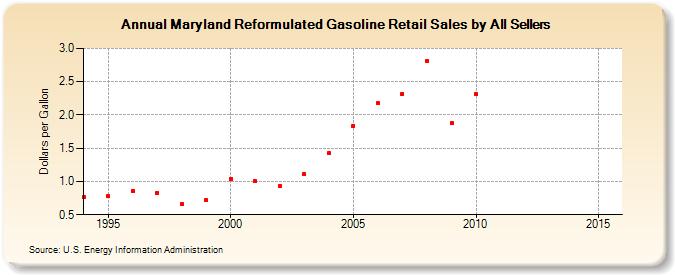 Annual Maryland Reformulated Gasoline Retail Sales by All Sellers
Dollars per Gallon
3.0
2.5
2.0
1.5
1.0
0.5
1995 2000 2005 2010 2015
Source: U.S. Energy Information Administration